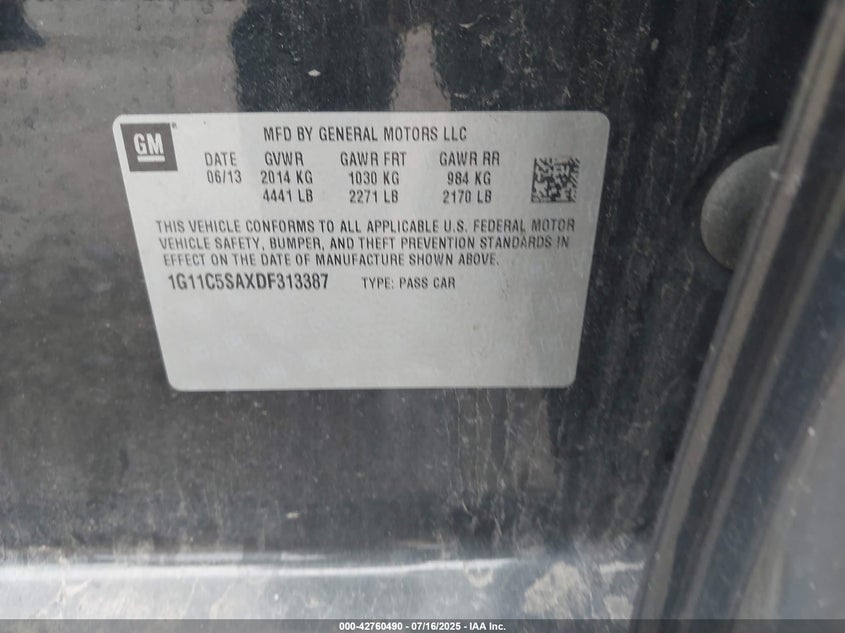 GM
MFD BY GENERAL MOTORS LLC
DATE GVWR GAWR FRT GAWR RR
06/13 2014 KG 1030 KG 984 KG
4441 LB 2271 LB 2170 LB
THIS VEHICLE CONFORMS TO ALL APPLICABLE U.S. FEDERAL MOTOR
VEHICLE SAFETY, BUMPER, AND THEFT PREVENTION STANDARDS IN
EFFECT ON THE DATE OF MANUFACTURE SHOWN ABOVE.
1G11C5SAXDF313387 TYPE: PASS CAR
000-42760490 - 07/16/2025 - IAA Inc.